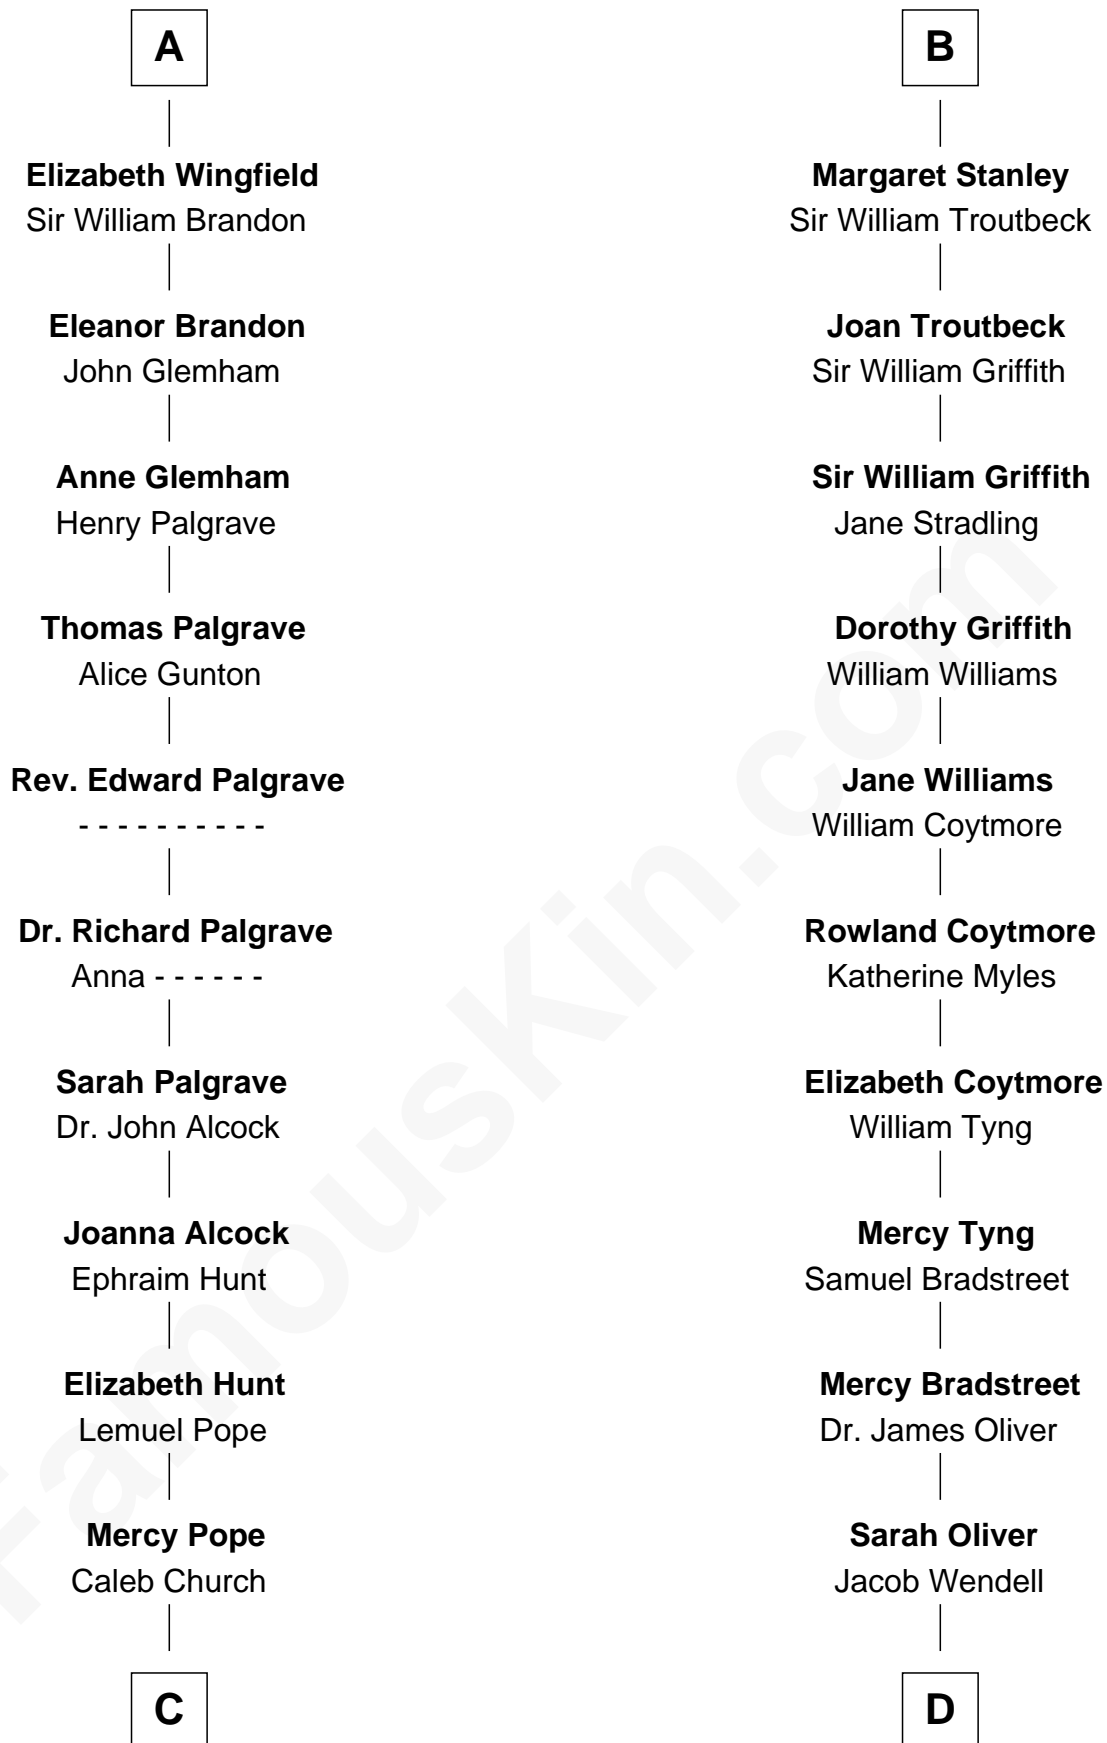 A
Elizabeth Wingfield
Sir William Brandon
Eleanor Brandon
John Glemham
Anne Glemham
Henry Palgrave
Thomas Palgrave
Alice Gunton
Rev. Edward Palgrave
- - - - - - - - - -
Dr. Richard Palgrave
Anna - - - - - -
Sarah Palgrave
Dr. John Alcock
Joanna Alcock
Ephraim Hunt
Elizabeth Hunt
Lemuel Pope
Mercy Pope
Caleb Church
C
B
Margaret Stanley
Sir William Troutbeck
Joan Troutbeck
Sir William Griffith
Sir William Griffith
Jane Stradling
Dorothy Griffith
William Williams
Jane Williams
William Coytmore
Rowland Coytmore
Katherine Myles
Elizabeth Coytmore
William Tyng
Mercy Tyng
Samuel Bradstreet
Mercy Bradstreet
Dr. James Oliver
Sarah Oliver
Jacob Wendell
D
FamousKin.com